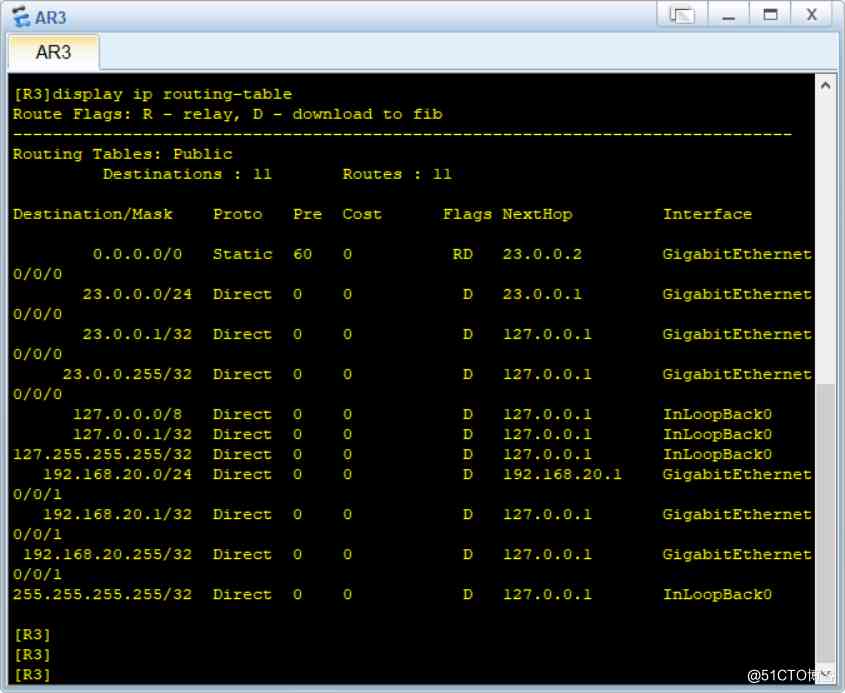 AR3
AR3
[R3]display ip routing-table
Route Flags: R - relay, D - download to fib
------------------------------------------------------------------------------
Routing Tables: Public
         Destinations : 11       Routes : 11
Destination/Mask    Proto   Pre  Cost      Flags NextHop         Interface
        0.0.0.0/0   Static  60   0          RD   23.0.0.2        GigabitEthernet
0/0/0
       23.0.0.0/24  Direct  0    0           D   23.0.0.1        GigabitEthernet
0/0/0
       23.0.0.1/32  Direct  0    0           D   127.0.0.1       GigabitEthernet
0/0/0
     23.0.0.255/32  Direct  0    0           D   127.0.0.1       GigabitEthernet
0/0/0
      127.0.0.0/8   Direct  0    0           D   127.0.0.1       InLoopBack0
      127.0.0.1/32  Direct  0    0           D   127.0.0.1       InLoopBack0
127.255.255.255/32  Direct  0    0           D   127.0.0.1       InLoopBack0
   192.168.20.0/24  Direct  0    0           D   192.168.20.1    GigabitEthernet
0/0/1
   192.168.20.1/32  Direct  0    0           D   127.0.0.1       GigabitEthernet
0/0/1
 192.168.20.255/32  Direct  0    0           D   127.0.0.1       GigabitEthernet
0/0/1
255.255.255.255/32  Direct  0    0           D   127.0.0.1       InLoopBack0
[R3]
[R3]
[R3]
@51CTO博